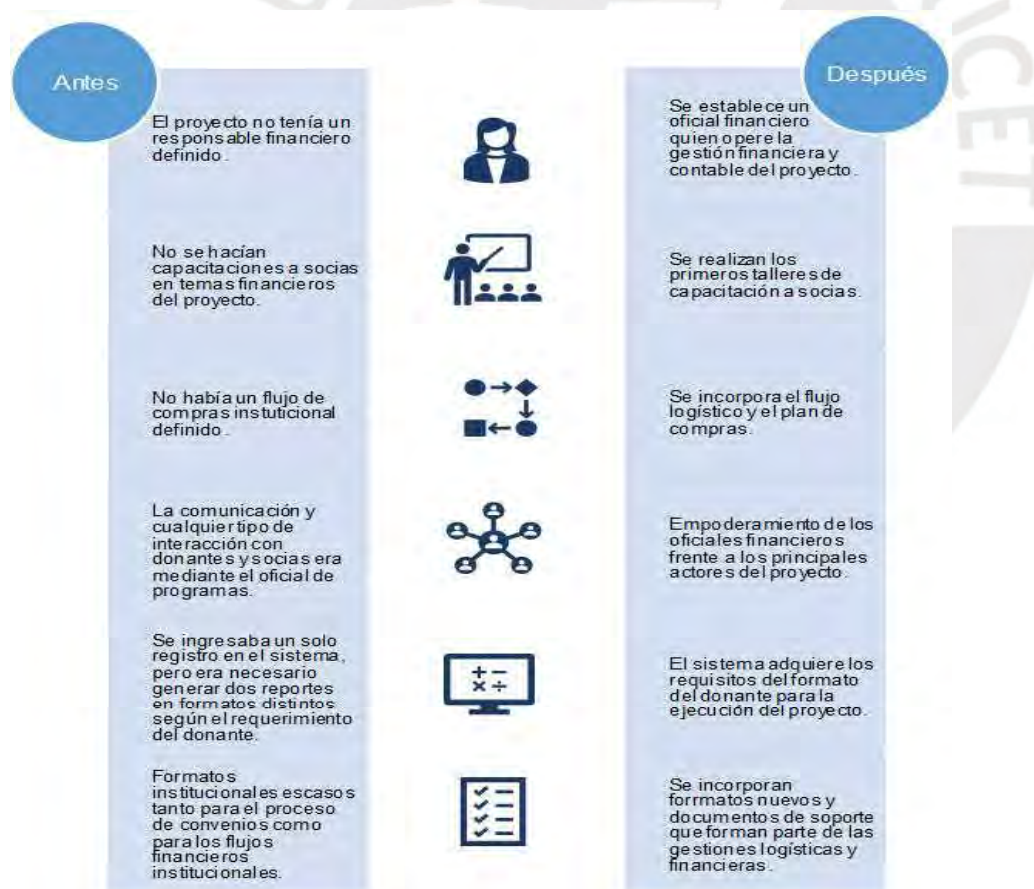 Antes
El proyecto no tenía un
responsable financiero
definido.
No se hacían
capacitaciones a socias
en temas financieros
del proyecto.
No había un flujo de
compras instuticional
definido.
La comunicación y
cualquier tipo de
interacción con
donantes y socias era
mediante el oficial de
programas.
Se ingresaba un solo
registro en el sistema,
pero era necesario
generar dos reportes
en formatos distintos
según el requerimiento
del donante.
Formatos
institucionales escasos
tanto para el proceso
de convenios como
para los flujos
financieros
institucionales.
Después
Se establece un
oficial financiero
quien opere la
gestión financiera y
contable del proyecto.
Se realizan los
primeros talleres de
capacitación a socias.
Se incorpora el flujo
logístico y el plan de
compras.
Empoderamiento de los
oficiales financieros
frente a los principales
actores del proyecto.
El sistema adquiere los
requisitos del formato
del donante para la
ejecución del proyecto.
Se incorporan
forrmatos nuevos y
documentos de soporte
que forman parte de las
gestiones logísticas y
financieras.